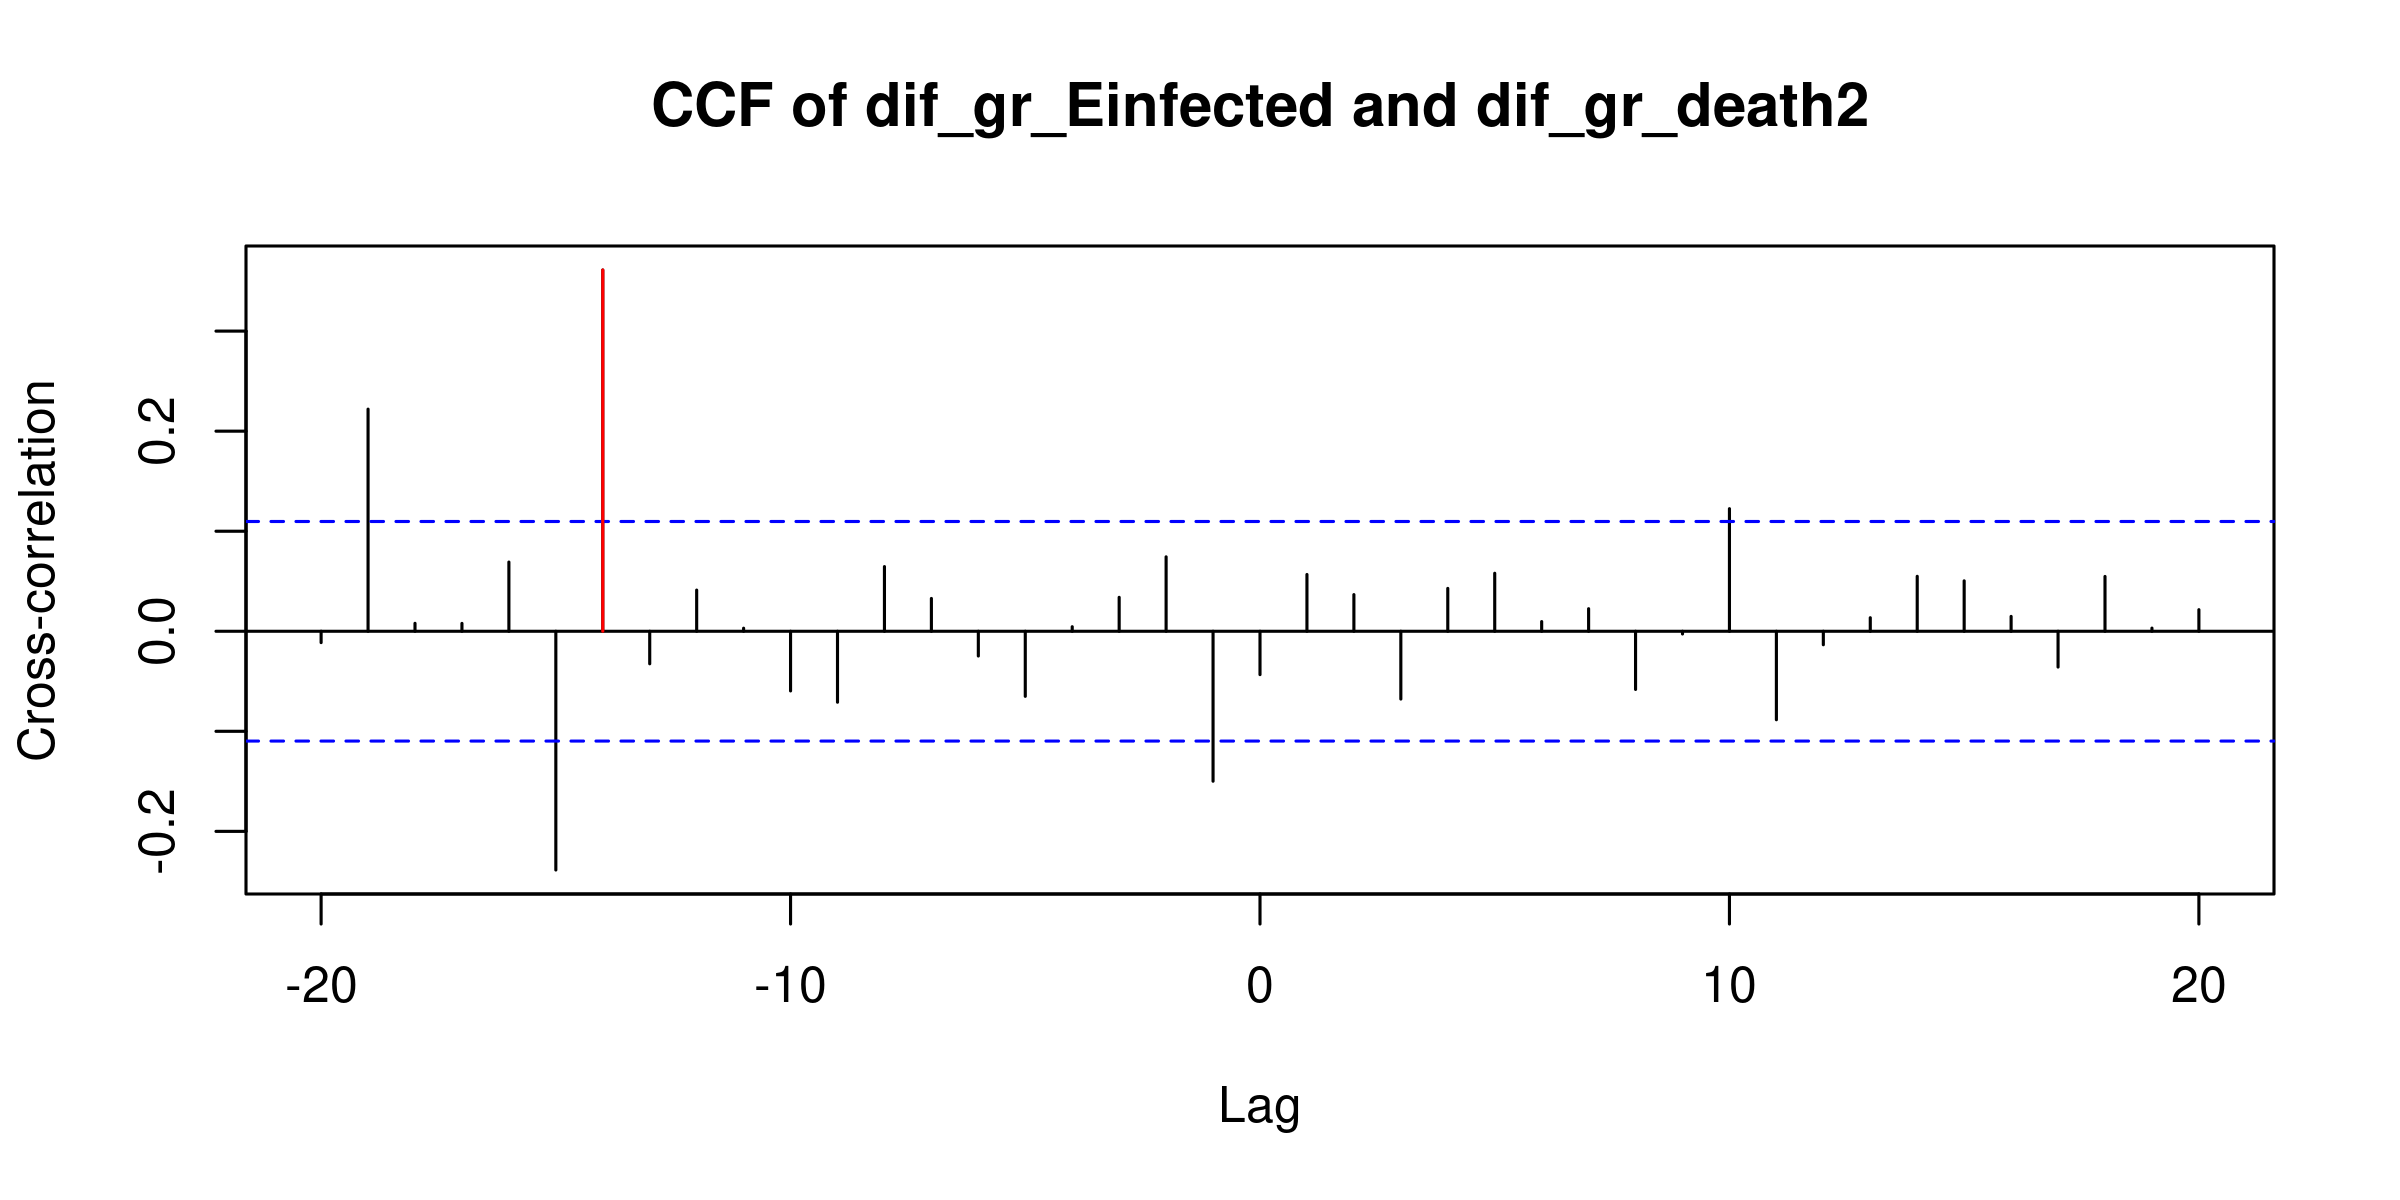 CCF of dif_gr_Einfected and dif_gr_death2
Cross-correlation
0.2
0.0
-0.2
-20 -10 0 10 20
Lag